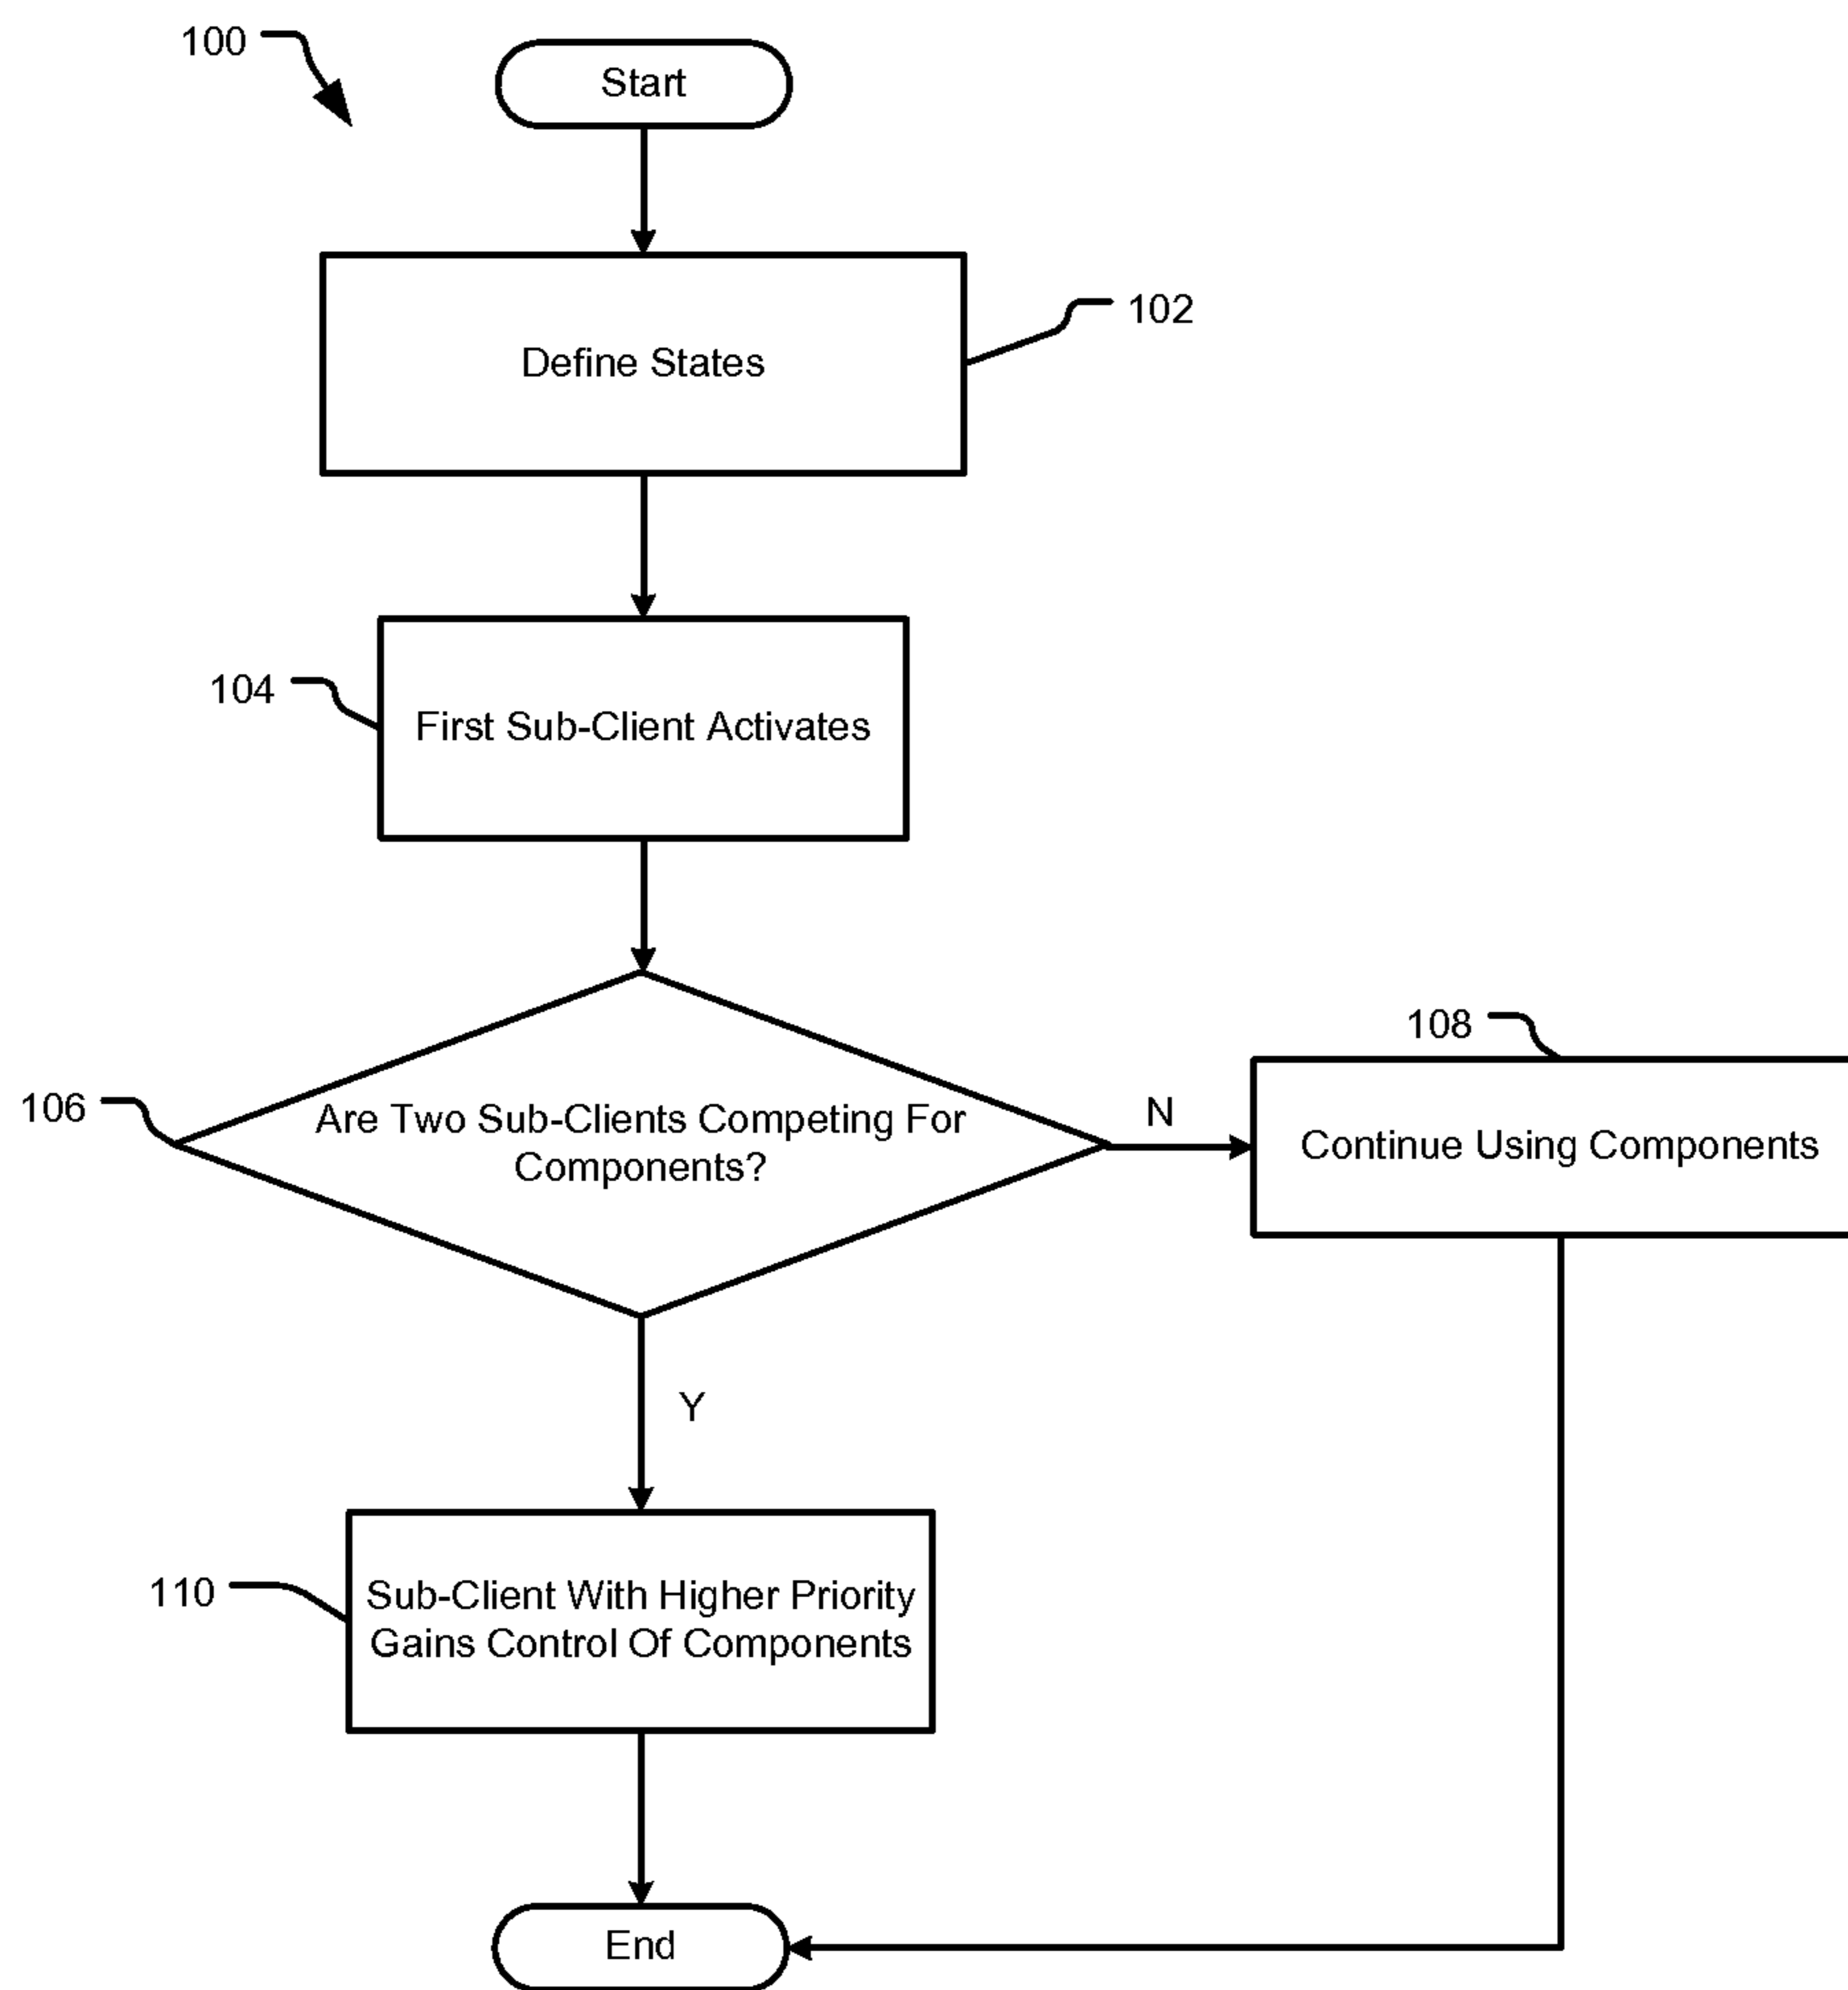 100
Start
Define States
102
104
First Sub-Client Activates
106
Are Two Sub-Clients Competing For
Components?
N
108
Continue Using Components
Y
110
Sub-Client With Higher Priority
Gains Control Of Components
End